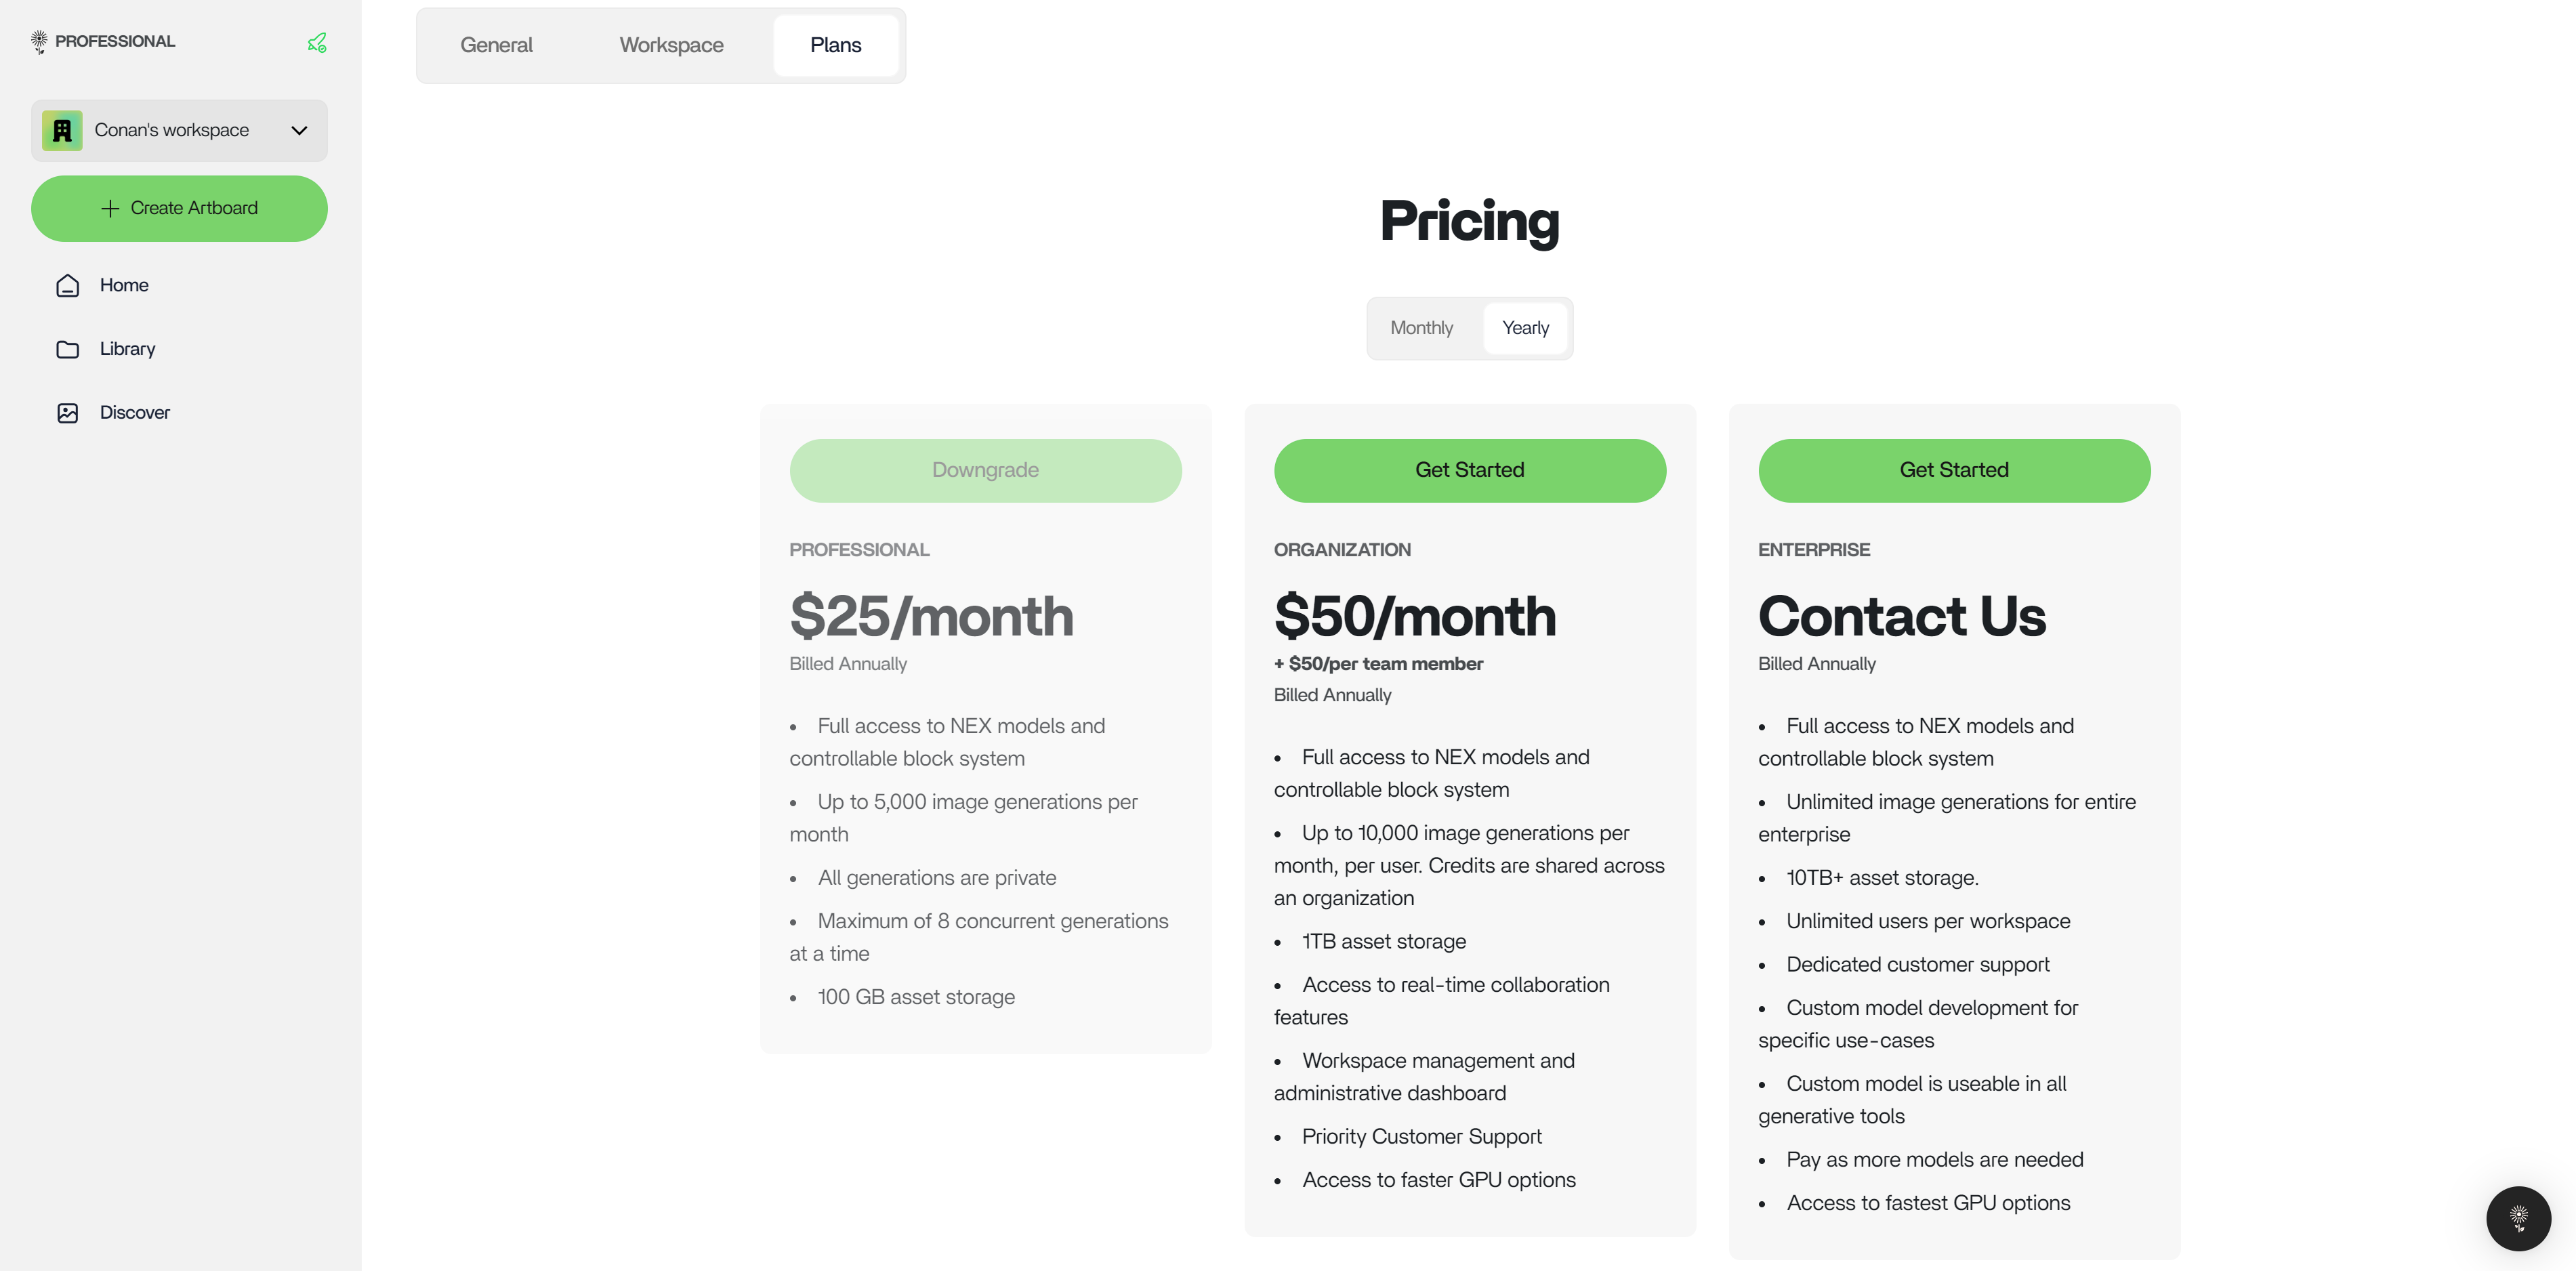 PROFESSIONAL
Conan's workspace
Create Artboard
Home
Library
Discover
General
Workspace
Plans
Pricing
Monthly
Yearly
Downgrade
PROFESSIONAL
$25/month
Billed Annually
• Full access to NEX models and
controllable block system
• Up to 5,000 image generations per
month
• All generations are private
• Maximum of 8 concurrent generations
at a time
• 100 GB asset storage
Get Started
ORGANIZATION
$50/month
+ $50/per team member
Billed Annually
• Full access to NEX models and
controllable block system
• Up to 10,000 image generations per
month, per user. Credits are shared across
an organization
• 1TB asset storage
• Access to real-time collaboration
features
• Workspace management and
administrative dashboard
• Priority Customer Support
• Access to faster GPU options
Get Started
ENTERPRISE
Contact Us
Billed Annually
• Full access to NEX models and
controllable block system
• Unlimited image generations for entire
enterprise
• 10TB+ asset storage.
• Unlimited users per workspace
• Dedicated customer support
• Custom model development for
specific use-cases
• Custom model is useable in all
generative tools
• Pay as more models are needed
• Access to fastest GPU options